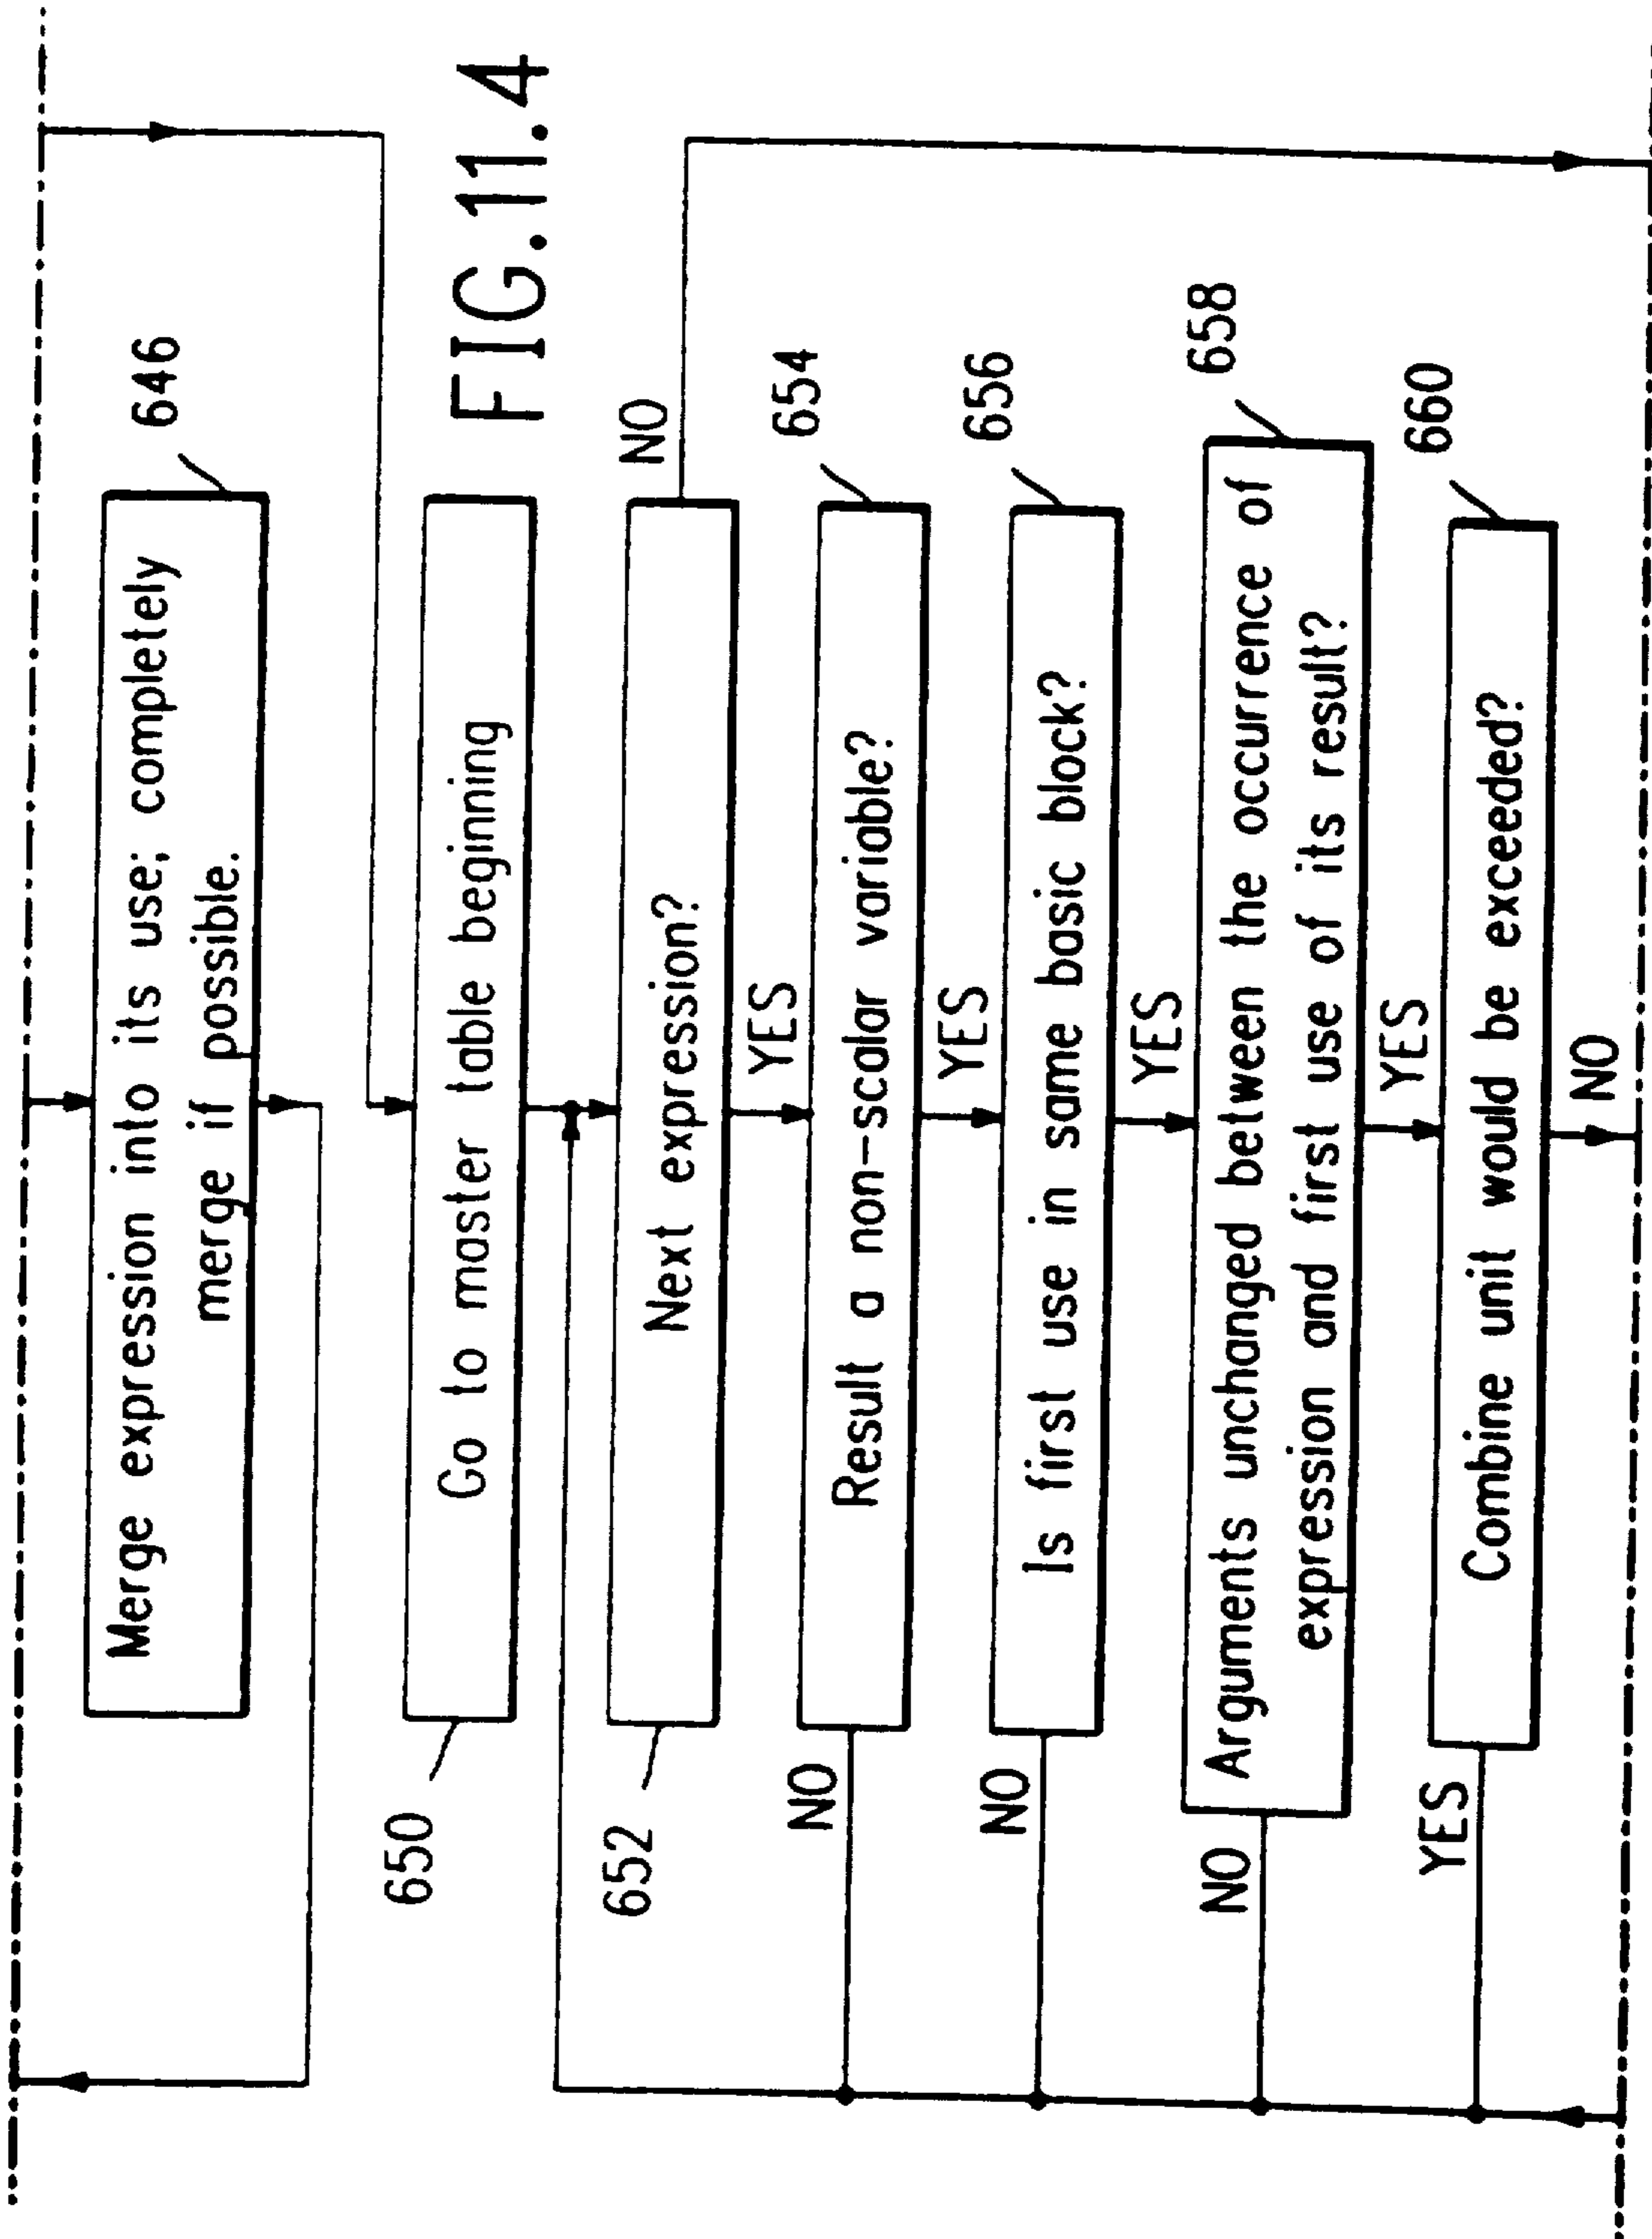 646
Merge expression into its use; completely
merge if possible.
FIG.11.4
650
Go to master table beginning
652
Next expression?
NO
YES
654
Result a non-scalar variable?
NO
YES
656
Is first use in same basic block?
NO
YES
658
Arguments unchanged between the occurrence of
expression and first use of its result?
NO
YES
660
Combine unit would be exceeded?
YES
NO